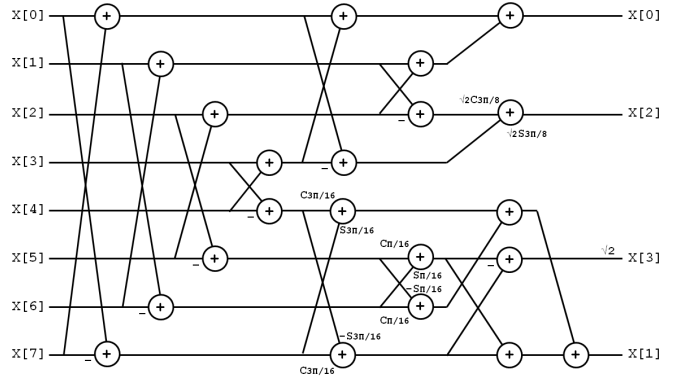 X[0] + + + X[0]
X[1] + +
√2C3π/8
X[2] + − + + X[2]
√2S3π/8
X[3] + − +
C3π/16
X[4] − + + +
S3π/16
Cπ/16 √2
X[5] − + + − + X[3]
Sπ/16
−Sπ/16
X[6] − + +
Cπ/16
−S3π/16
X[7] − + + + + X[1]
C3π/16